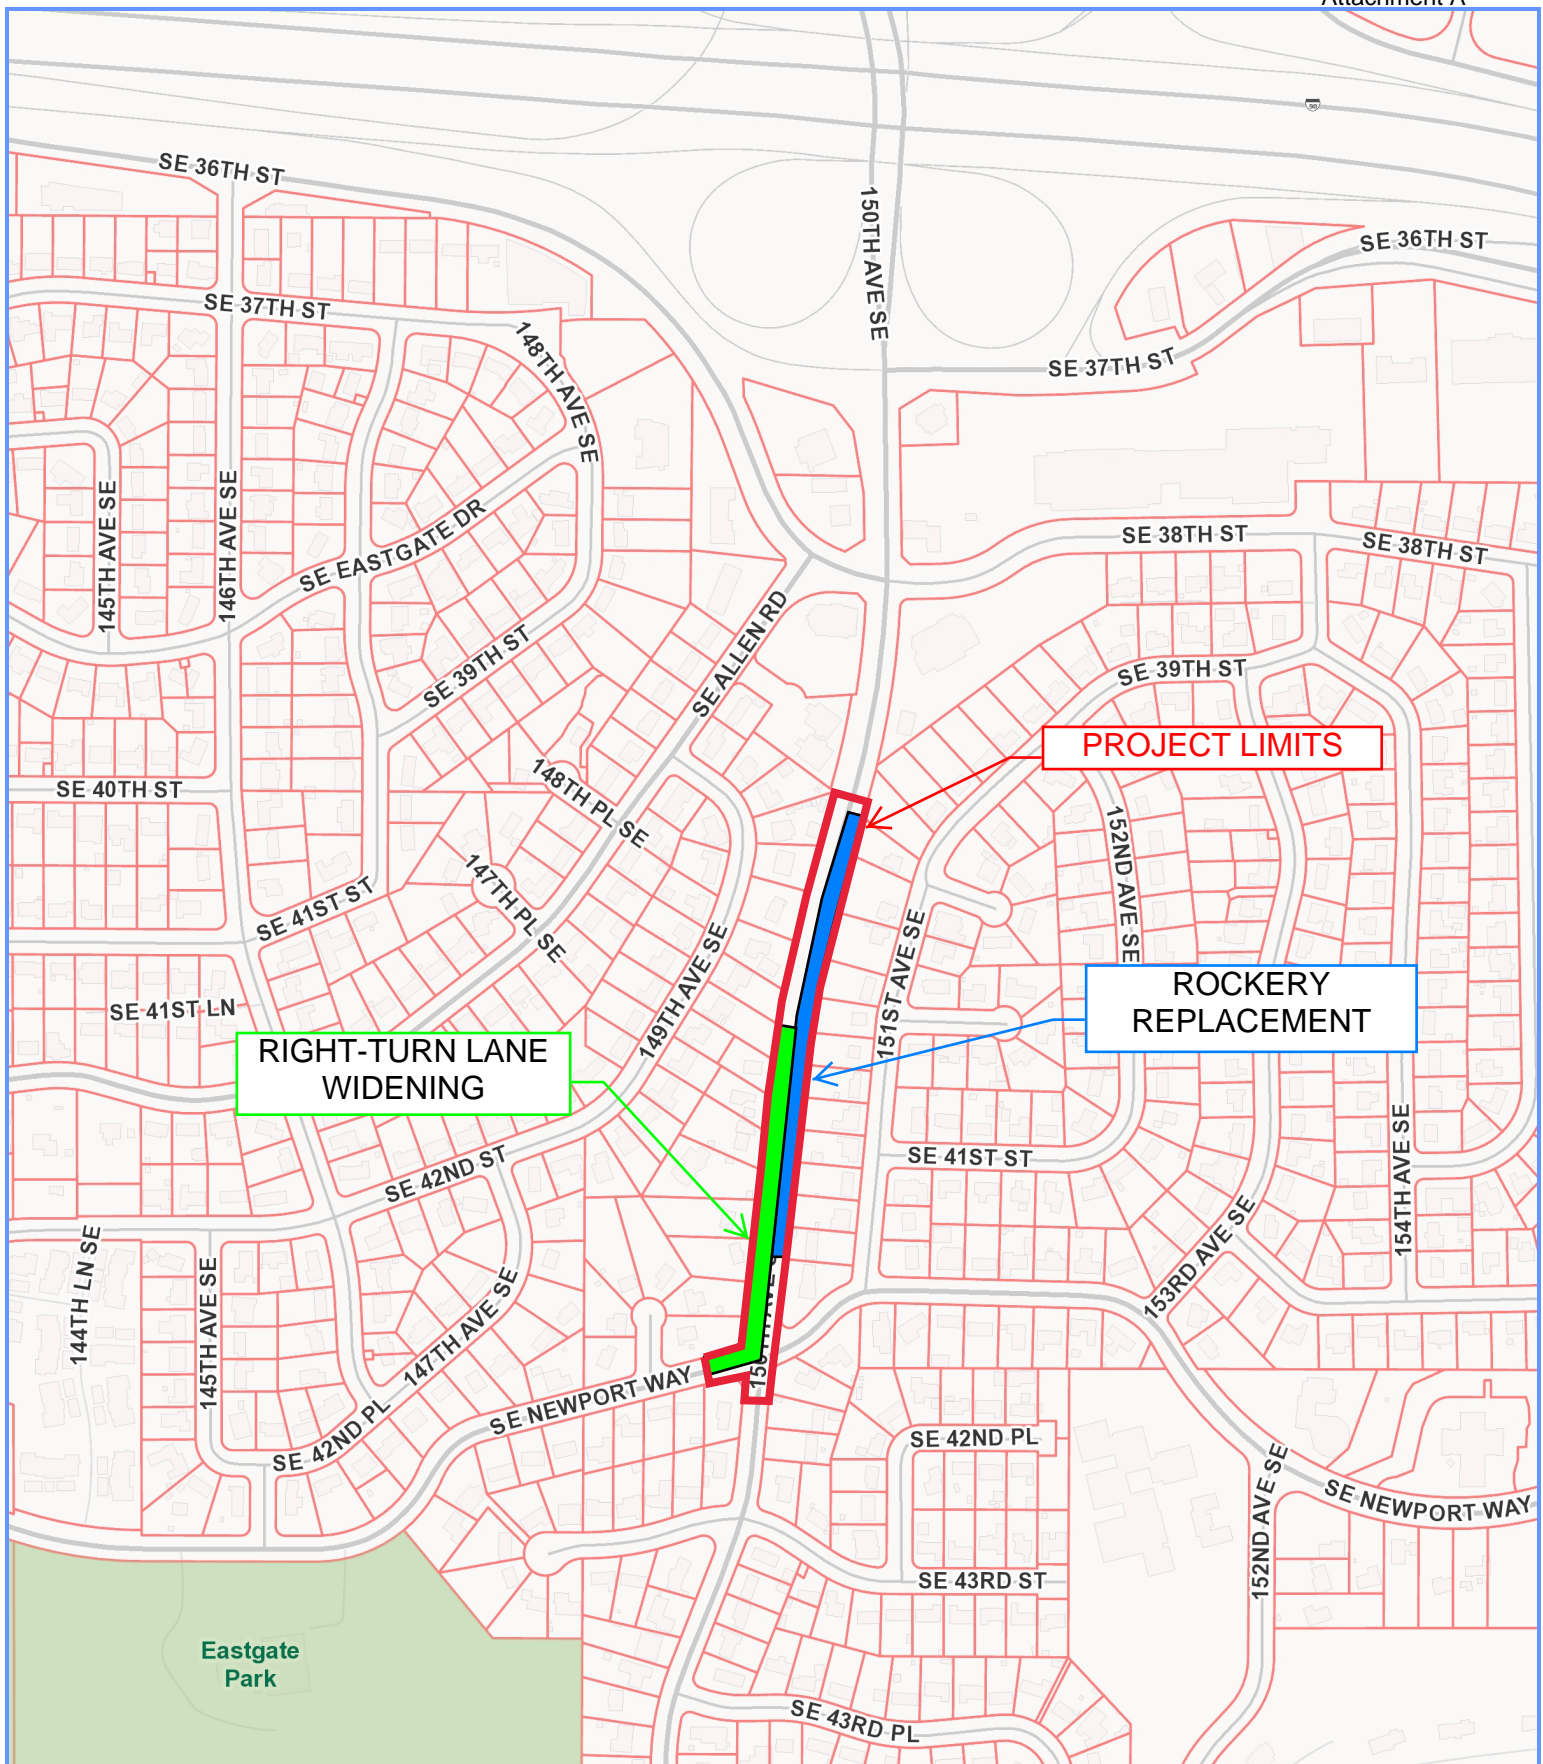 Attachment A
90
SE 36TH ST
150TH AVE SE
SE 36TH ST
SE 37TH ST
148TH AVE SE
SE 37TH ST
145TH AVE SE
146TH AVE SE
SE EASTGATE DR
SE 38TH ST
SE 38TH ST
SE 39TH ST
SE ALLEN RD
SE 39TH ST
PROJECT LIMITS
SE 40TH ST
148TH PL SE
152ND AVE SE
147TH PL SE
SE 41ST ST
149TH AVE SE
151ST AVE SE
ROCKERY
REPLACEMENT
SE 41ST LN
RIGHT-TURN LANE
WIDENING
SE 42ND ST
SE 41ST ST
154TH AVE SE
144TH LN SE
145TH AVE SE
147TH AVE SE
153RD AVE SE
SE NEWPORT WAY
SE 42ND PL
SE 42ND PL
152ND AVE SE
SE NEWPORT WAY
SE 43RD ST
Eastgate
Park
SE 43RD PL